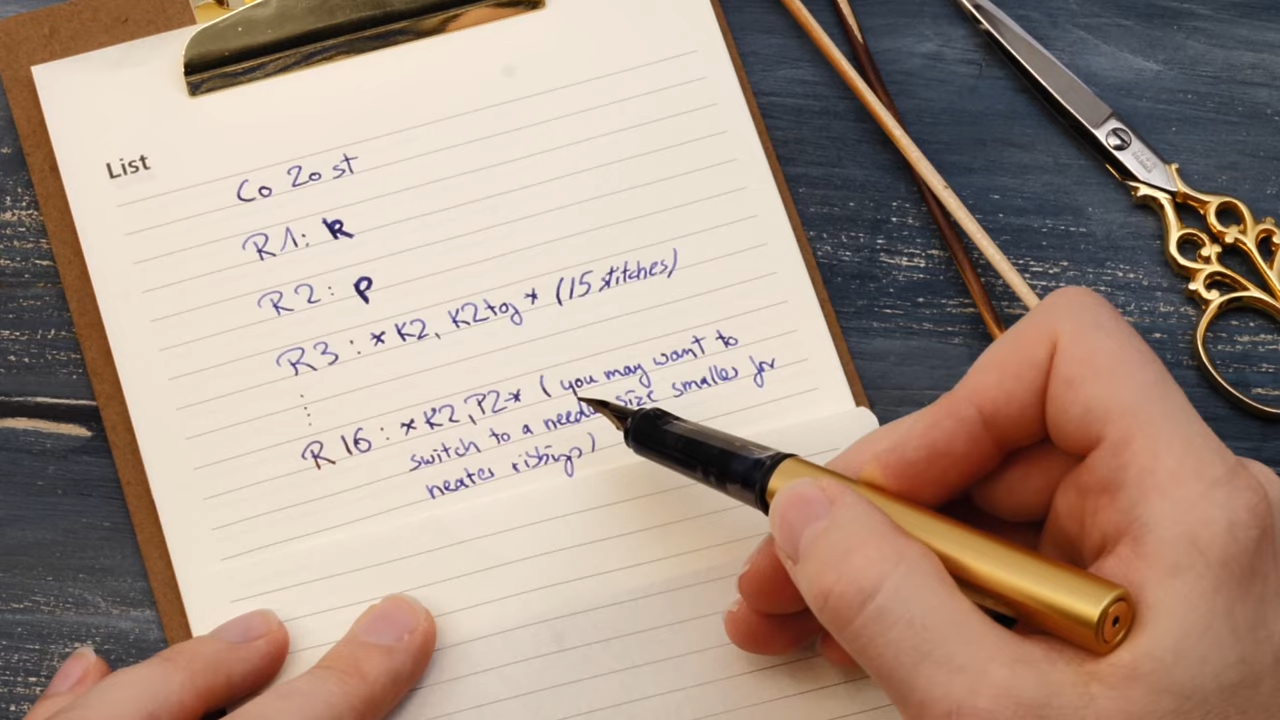 List
Co 20 st
R1: K
R2: P
R3: *K2, K2tog* (15 stitches)
R16: *K2, P2* (you may want to
switch to a needle size smaller for
neater ribbing)